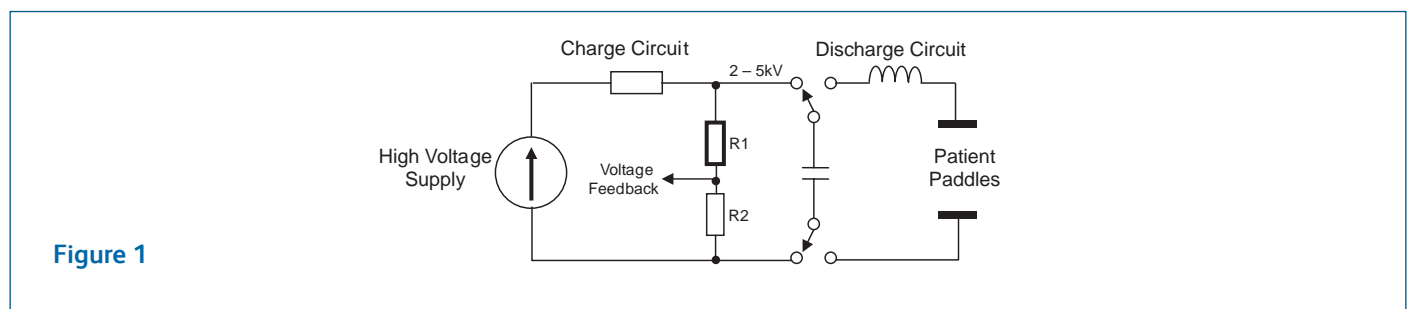 Charge Circuit
Discharge Circuit
2 – 5kV
R1
High Voltage
Supply
Voltage
Feedback
Patient
Paddles
R2
Figure 1